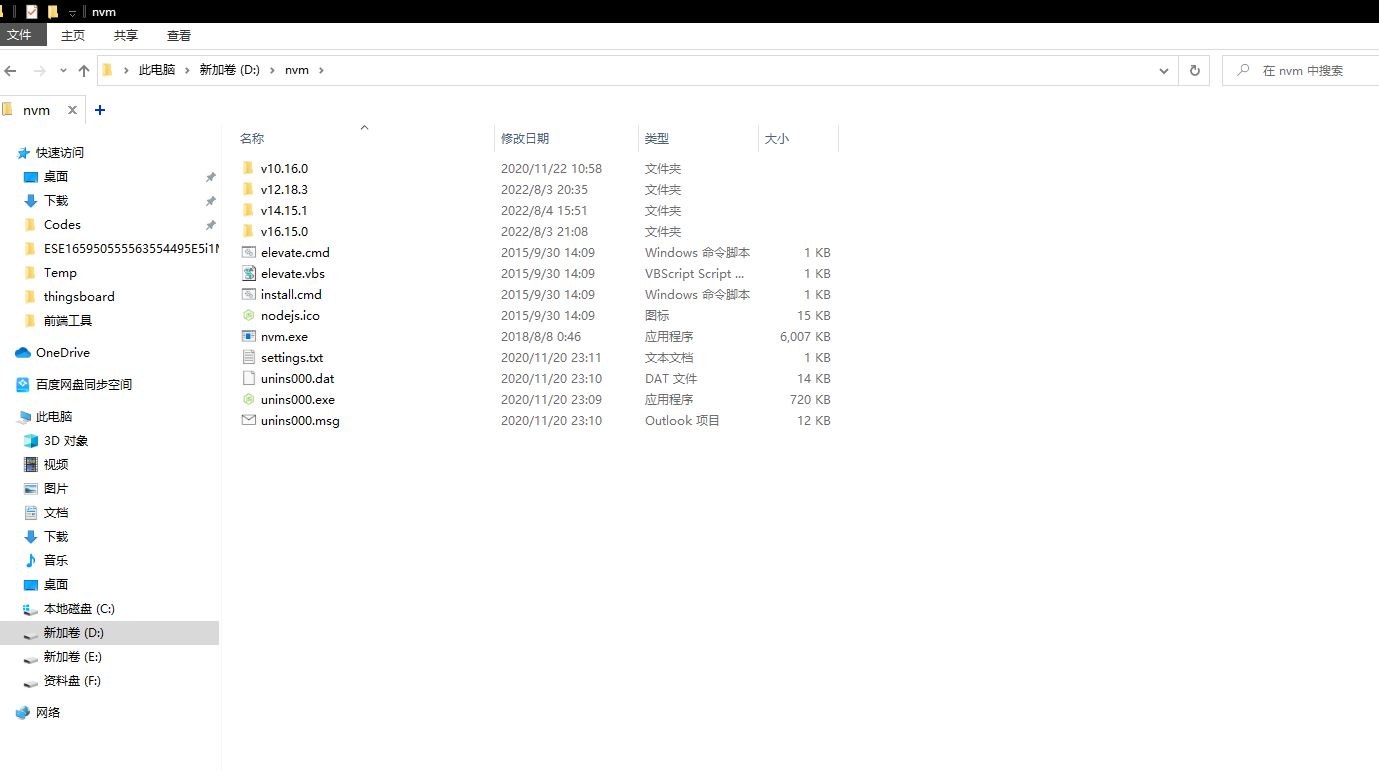 nvm
文件 主页 共享 查看
此电脑 新加卷 (D:) nvm 在 nvm 中搜索
nvm
名称 修改日期 类型 大小
快速访问
桌面
下载
Codes
ESE165950555563554495E5i1N
Temp
thingsboard
前端工具
OneDrive
百度网盘同步空间
此电脑
3D 对象
视频
图片
文档
下载
音乐
桌面
本地磁盘 (C:)
新加卷 (D:)
新加卷 (E:)
资料盘 (F:)
网络
v10.16.0 2020/11/22 10:58 文件夹
v12.18.3 2022/8/3 20:35 文件夹
v14.15.1 2022/8/4 15:51 文件夹
v16.15.0 2022/8/3 21:08 文件夹
elevate.cmd 2015/9/30 14:09 Windows 命令脚本 1 KB
elevate.vbs 2015/9/30 14:09 VBScript Script ... 1 KB
install.cmd 2015/9/30 14:09 Windows 命令脚本 1 KB
nodejs.ico 2015/9/30 14:09 图标 15 KB
nvm.exe 2018/8/8 0:46 应用程序 6,007 KB
settings.txt 2020/11/20 23:11 文本文档 1 KB
unins000.dat 2020/11/20 23:10 DAT 文件 14 KB
unins000.exe 2020/11/20 23:09 应用程序 720 KB
unins000.msg 2020/11/20 23:10 Outlook 项目 12 KB